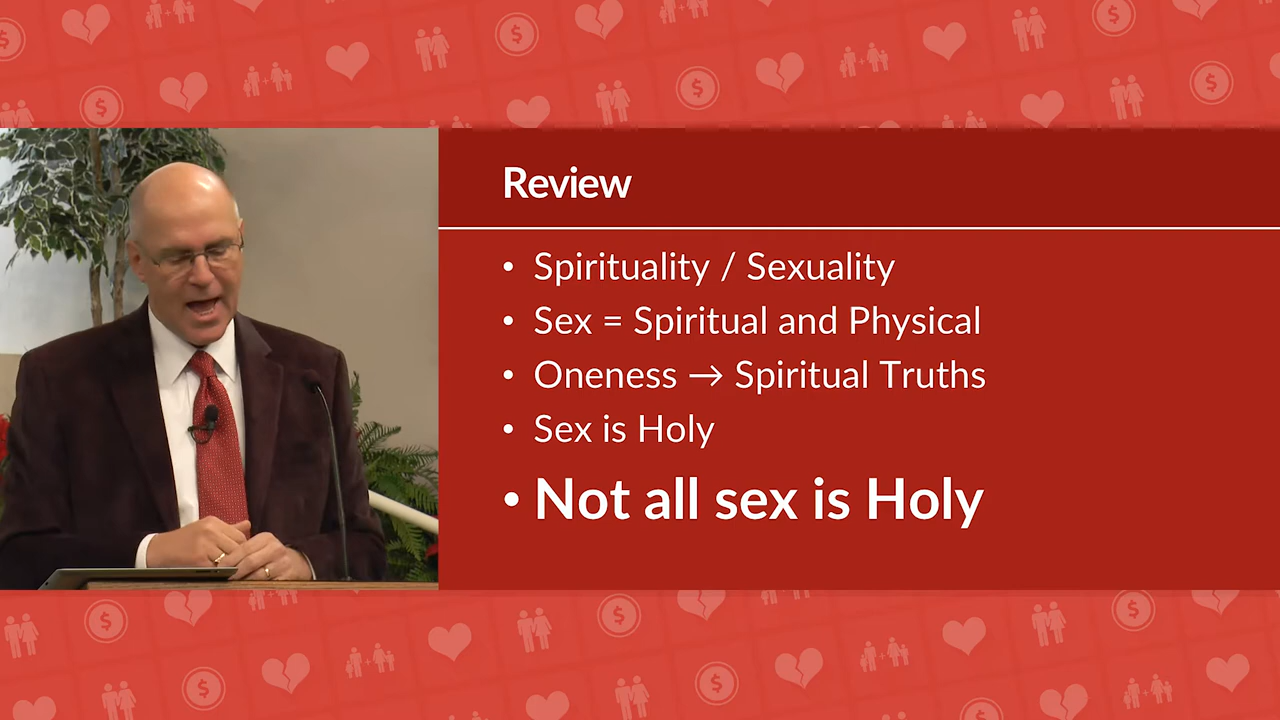 Review
• Spirituality / Sexuality
• Sex = Spiritual and Physical
• Oneness → Spiritual Truths
• Sex is Holy
• Not all sex is Holy